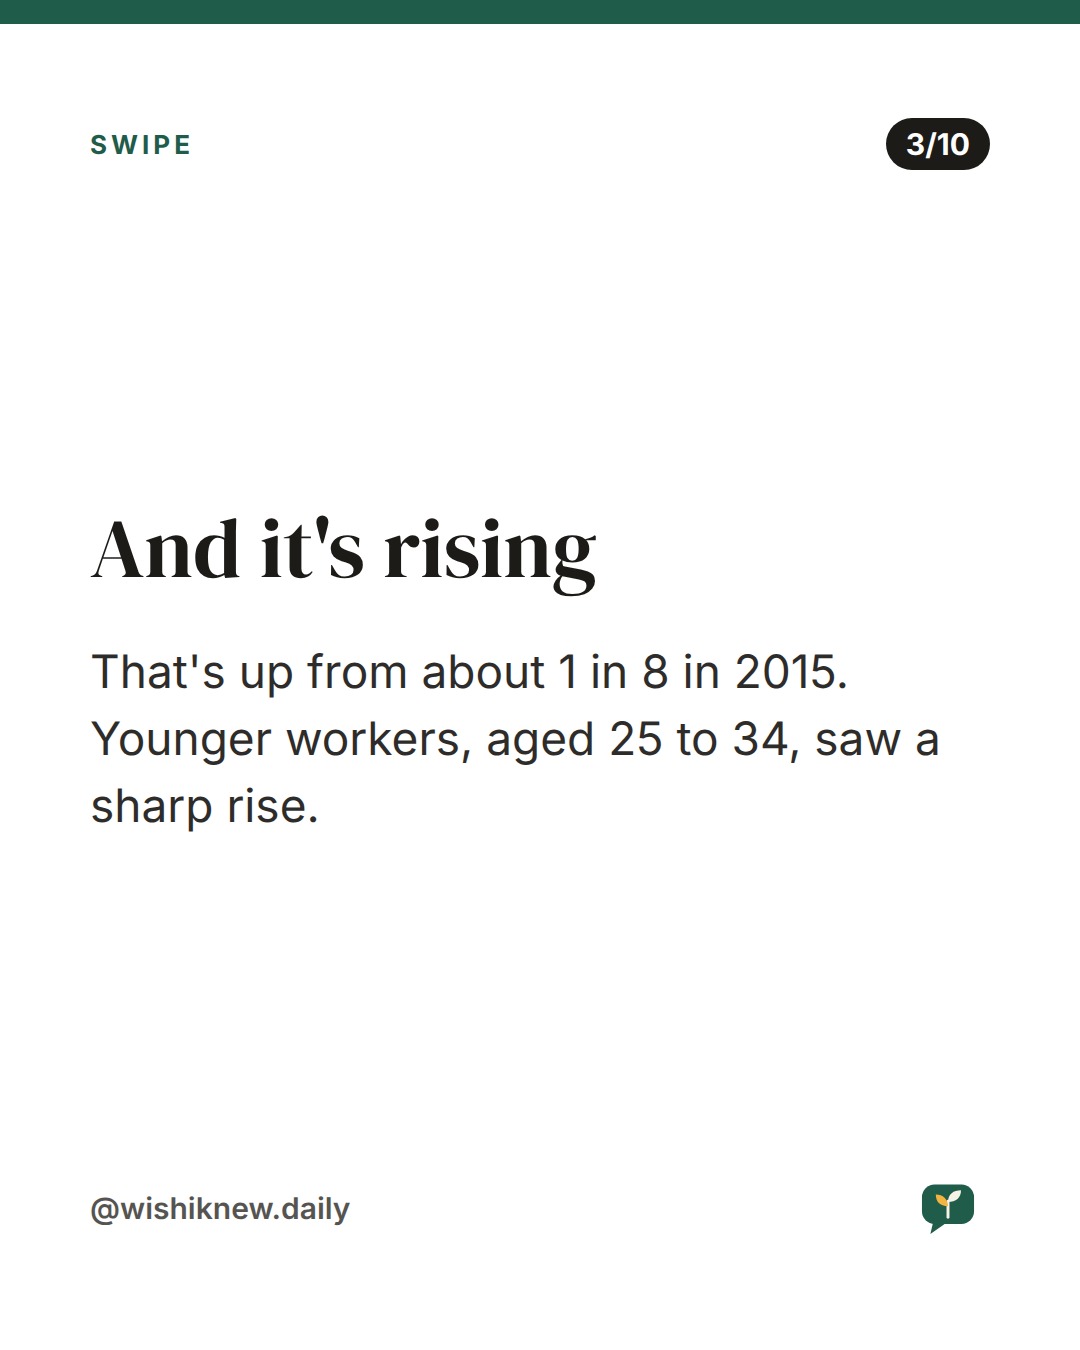 SWIPE
3/10
And it's rising
That's up from about 1 in 8 in 2015.
Younger workers, aged 25 to 34, saw a
sharp rise.
@wishiknew.daily